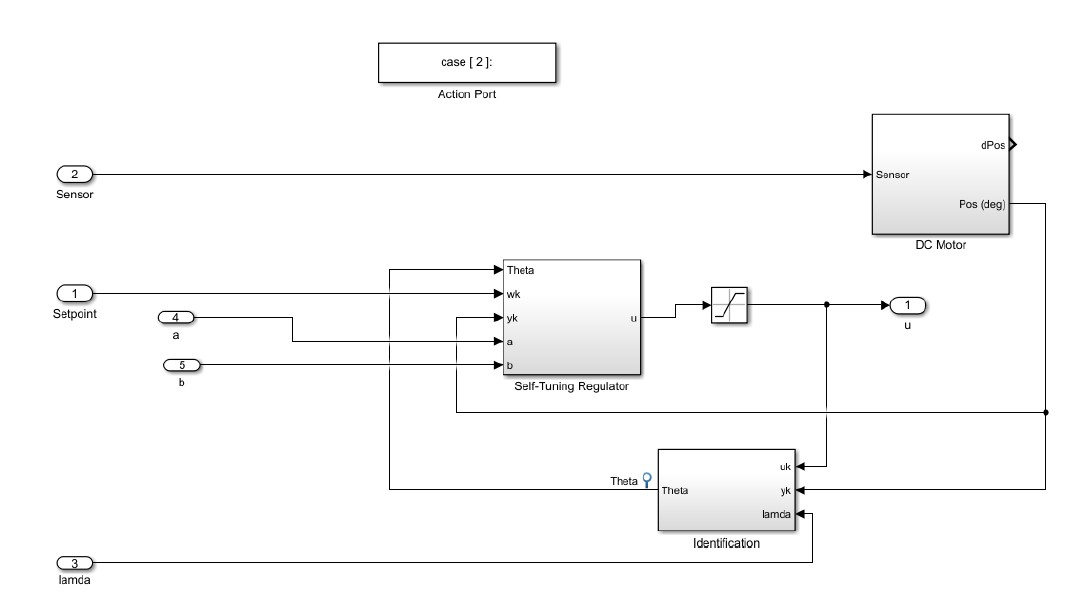 case [ 2 ]:
Action Port
dPos
2
Sensor
Sensor
Pos (deg)
DC Motor
Theta
1
wk
Setpoint
4
yk
u
1
a
a
u
5
b
b
Self-Tuning Regulator
uk
Theta
Theta
yk
lamda
Identification
3
lamda